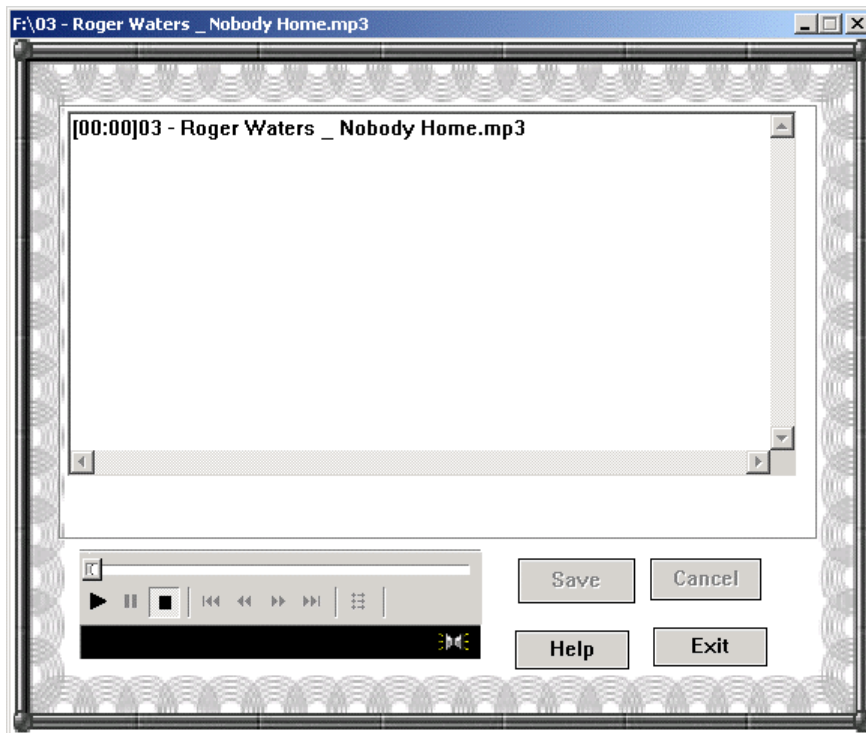 F:\03 - Roger Waters _ Nobody Home.mp3
[00:00]03 - Roger Waters _ Nobody Home.mp3
Save
Cancel
Help
Exit